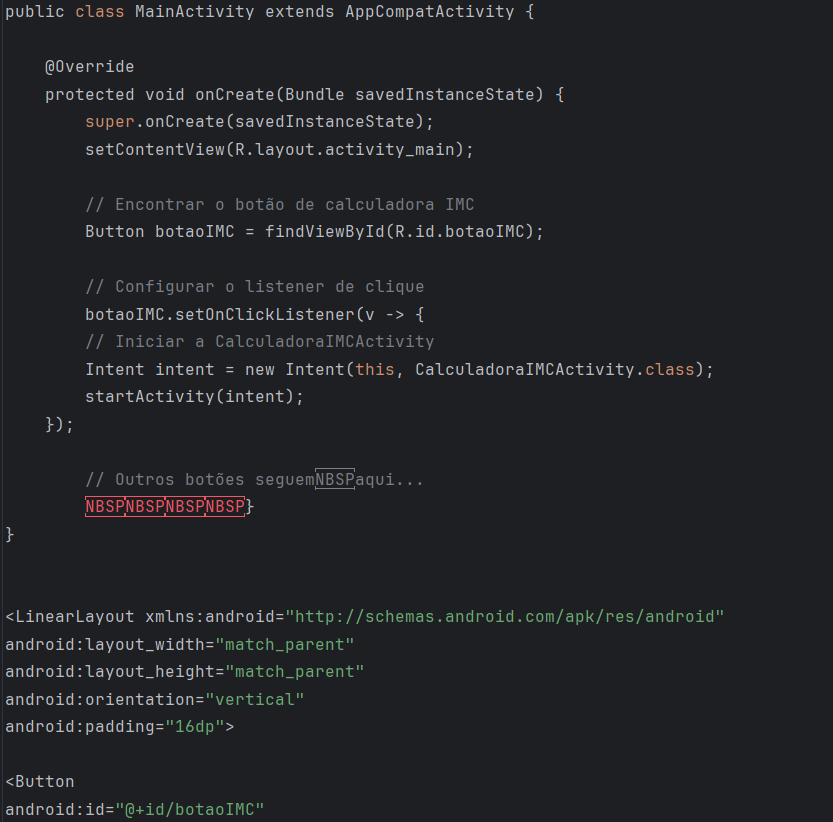 public class MainActivity extends AppCompatActivity {
@Override
protected void onCreate(Bundle savedInstanceState) {
super.onCreate(savedInstanceState);
setContentView(R.layout.activity_main);
// Encontrar o botão de calculadora IMC
Button botaoIMC = findViewById(R.id.botaoIMC);
// Configurar o listener de clique
botaoIMC.setOnClickListener(v -> {
// Iniciar a CalculadoraIMCActivity
Intent intent = new Intent(this, CalculadoraIMCActivity.class);
startActivity(intent);
});
// Outros botões seguemNBSPaqui...
NBSPNBSPNBSPNBSP}
}
<LinearLayout xmlns:android="http://schemas.android.com/apk/res/android"
android:layout_width="match_parent"
android:layout_height="match_parent"
android:orientation="vertical"
android:padding="16dp">
<Button
android:id="@+id/botaoIMC"